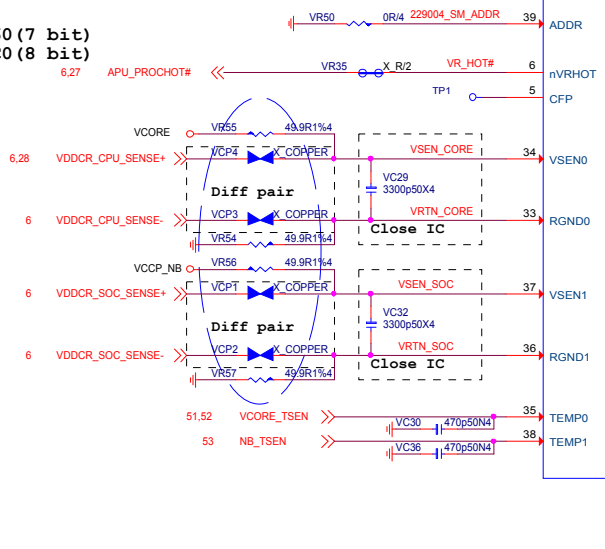 VR50 0R/4 229004_SM_ADDR 39 ADDR
0(7 bit)
0(8 bit)
6,27 APU_PROCHOT# VR35 X_R/2 VR_HOT# 6 nVRHOT
TP1 5 CFP
VCORE VR55 49.9R1%4
6,28 VDDCR_CPU_SENSE+ VCP4 X_COPPER VSEN_CORE 34 VSEN0
Diff pair VC29
3300p50X4
6 VDDCR_CPU_SENSE- VCP3 X_COPPER VRTN_CORE 33 RGND0
Close IC
VR54 49.9R1%4
VCCP_NB VR56 49.9R1%4
6 VDDCR_SOC_SENSE+ VCP1 X_COPPER VSEN_SOC 37 VSEN1
Diff pair VC32
3300p50X4
6 VDDCR_SOC_SENSE- VCP2 X_COPPER VRTN_SOC 36 RGND1
Close IC
VR57 49.9R1%4
51,52 VCORE_TSEN VC30 470p50N4 35 TEMP0
53 NB_TSEN VC36 470p50N4 38 TEMP1